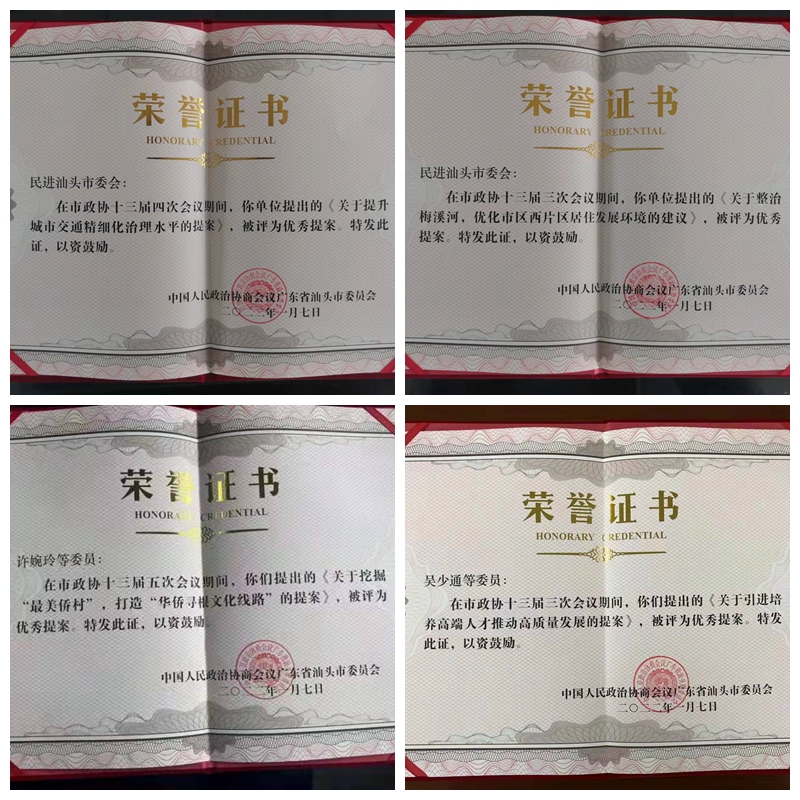 荣誉证书
HONORARY CREDENTIAL
民进汕头市委会：
在市政协十三届四次会议期间，你单位提出的《关于提升
城市交通精细化治理水平的提案》，被评为优秀提案。特发此
证，以资鼓励。
中国人民政治协商会议广东省汕头市委员会
二〇二二年一月七日
荣誉证书
HONORARY CREDENTIAL
民进汕头市委会：
在市政协十三届三次会议期间，你单位提出的《关于整治
梅溪河，优化市区西片区居住发展环境的建议》，被评为优秀
提案。特发此证，以资鼓励。
中国人民政治协商会议广东省汕头市委员会
二〇二二年一月七日
荣誉证书
HONORARY CREDENTIAL
许婉玲等委员：
在市政协十三届五次会议期间，你们提出的《关于挖掘
“最美侨村”，打造“华侨寻根文化线路”的提案》，被评为
优秀提案。特发此证，以资鼓励。
中国人民政治协商会议广东省汕头市委员会
二〇二二年一月七日
荣誉证书
HONORARY CREDENTIAL
吴少通等委员：
在市政协十三届三次会议期间，你们提出的《关于引进培
养高端人才推动高质量发展的提案》，被评为优秀提案。特发
此证，以资鼓励。
中国人民政治协商会议广东省汕头市委员会
二〇二二年一月七日